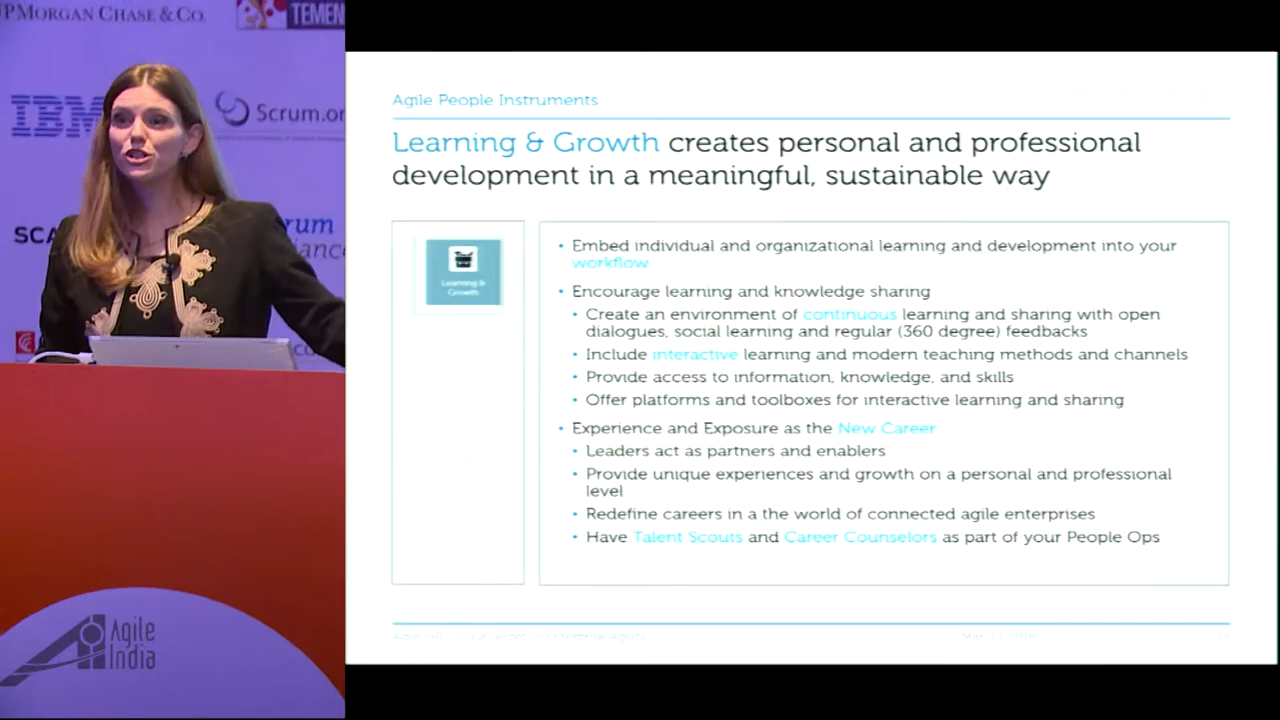 JPMORGAN CHASE & CO.
TEMEN
IBM
Scrum.or
SCA
rum
iance
Agile
India
Agile People Instruments
Learning & Growth creates personal and professional
development in a meaningful, sustainable way
Learning &
Growth
• Embed individual and organizational learning and development into your
workflow
• Encourage learning and knowledge sharing
• Create an environment of continuous learning and sharing with open
dialogues, social learning and regular (360 degree) feedbacks
• Include interactive learning and modern teaching methods and channels
• Provide access to information, knowledge, and skills
• Offer platforms and toolboxes for interactive learning and sharing
• Experience and Exposure as the New Career
• Leaders act as partners and enablers
• Provide unique experiences and growth on a personal and professional
level
• Redefine careers in a the world of connected agile enterprises
• Have Talent Scouts and Career Counselors as part of your People Ops